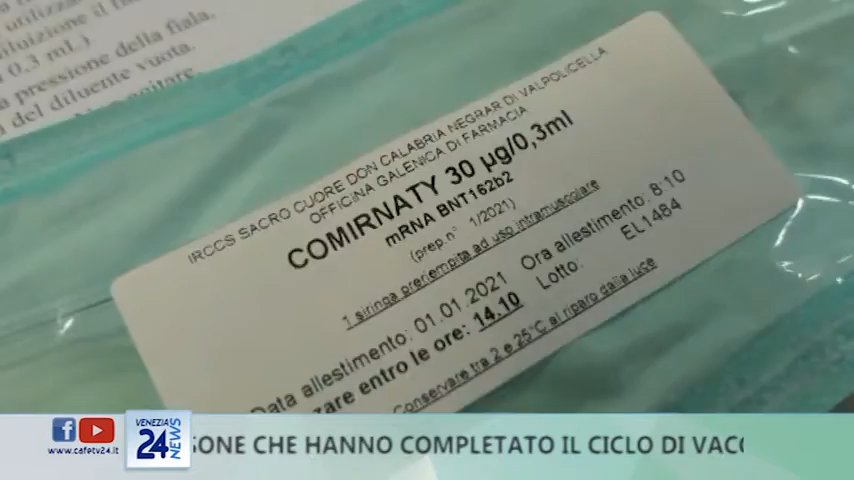 utilizzar
diluizione il
0,3 mL.)
a pressione della fiala.
del diluente vuota.
IRCCS SACRO CUORE DON CALABRIA NEGRAR DI VALPOLICELLA
OFFICINA GALENICA DI FARMACIA
COMIRNATY 30 µg/0,3ml
mRNA BNT162b2
(prep.n° 1/2021)
1 siringa preriempita ad uso intramuscolare
Data allestimento: 01.01.2021 Ora allestimento: 8:10
zare entro le ore: 14.10 Lotto: EL1484
Conservare tra 2 e 25°C al riparo dalla luce
www.cafetv24.it
VENEZIA
24 NEWS
SONE CHE HANNO COMPLETATO IL CICLO DI VACC